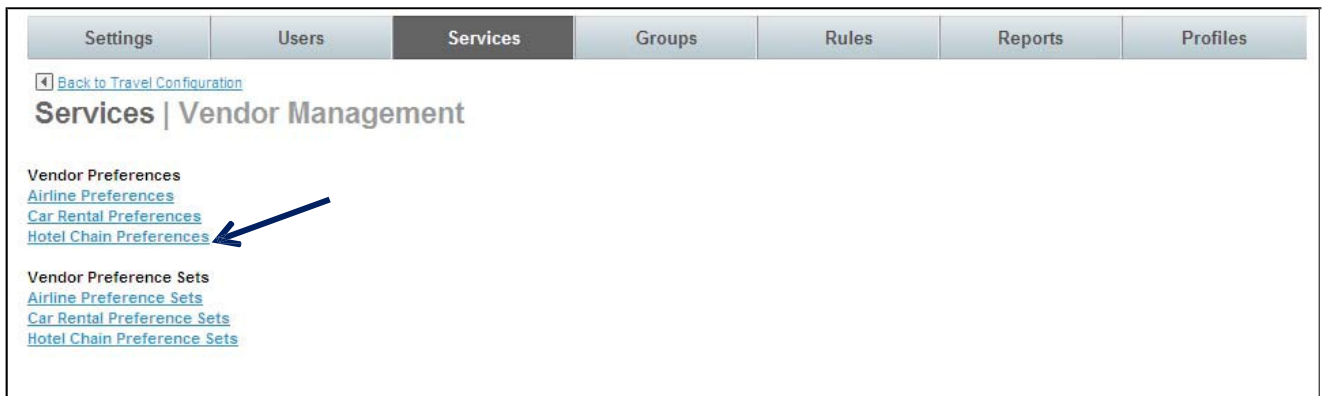 Settings Users Services Groups Rules Reports Profiles
Back to Travel Configuration
Services | Vendor Management
Vendor Preferences
Airline Preferences
Car Rental Preferences
Hotel Chain Preferences
Vendor Preference Sets
Airline Preference Sets
Car Rental Preference Sets
Hotel Chain Preference Sets